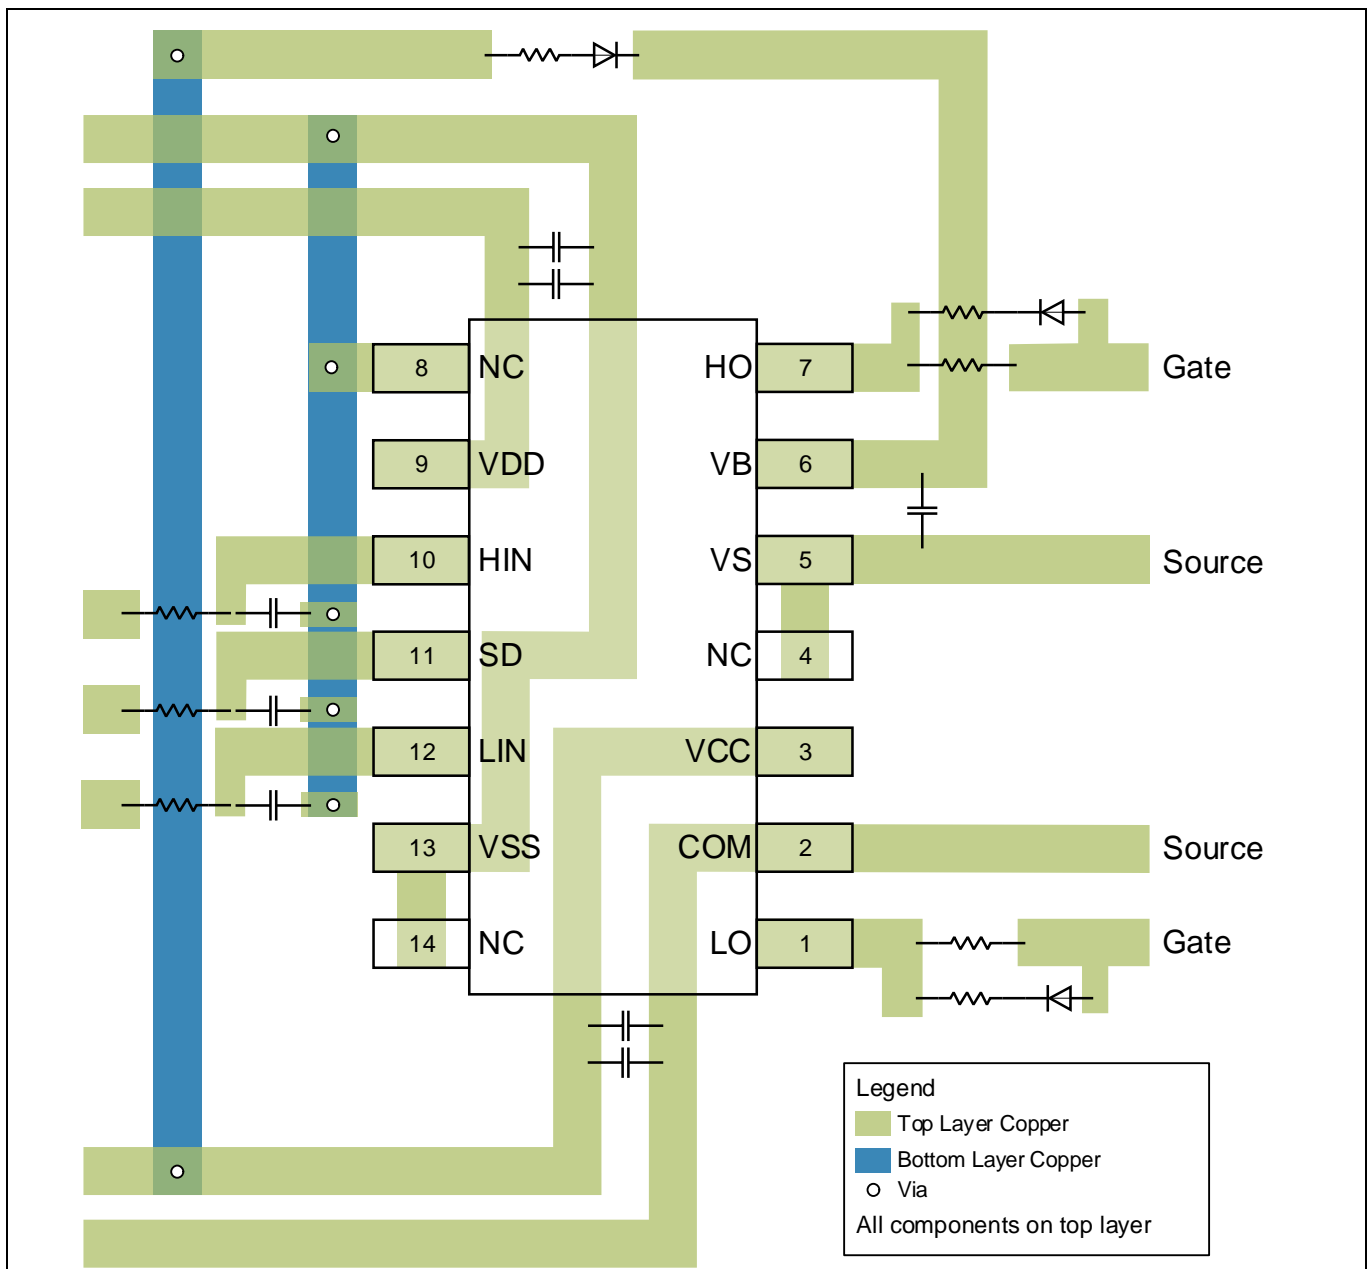 8 NC HO 7 Gate
9 VDD VB 6
10 HIN VS 5 Source
11 SD NC 4
12 LIN VCC 3
13 VSS COM 2 Source
14 NC LO 1 Gate
Legend
Top Layer Copper
Bottom Layer Copper
Via
All components on top layer